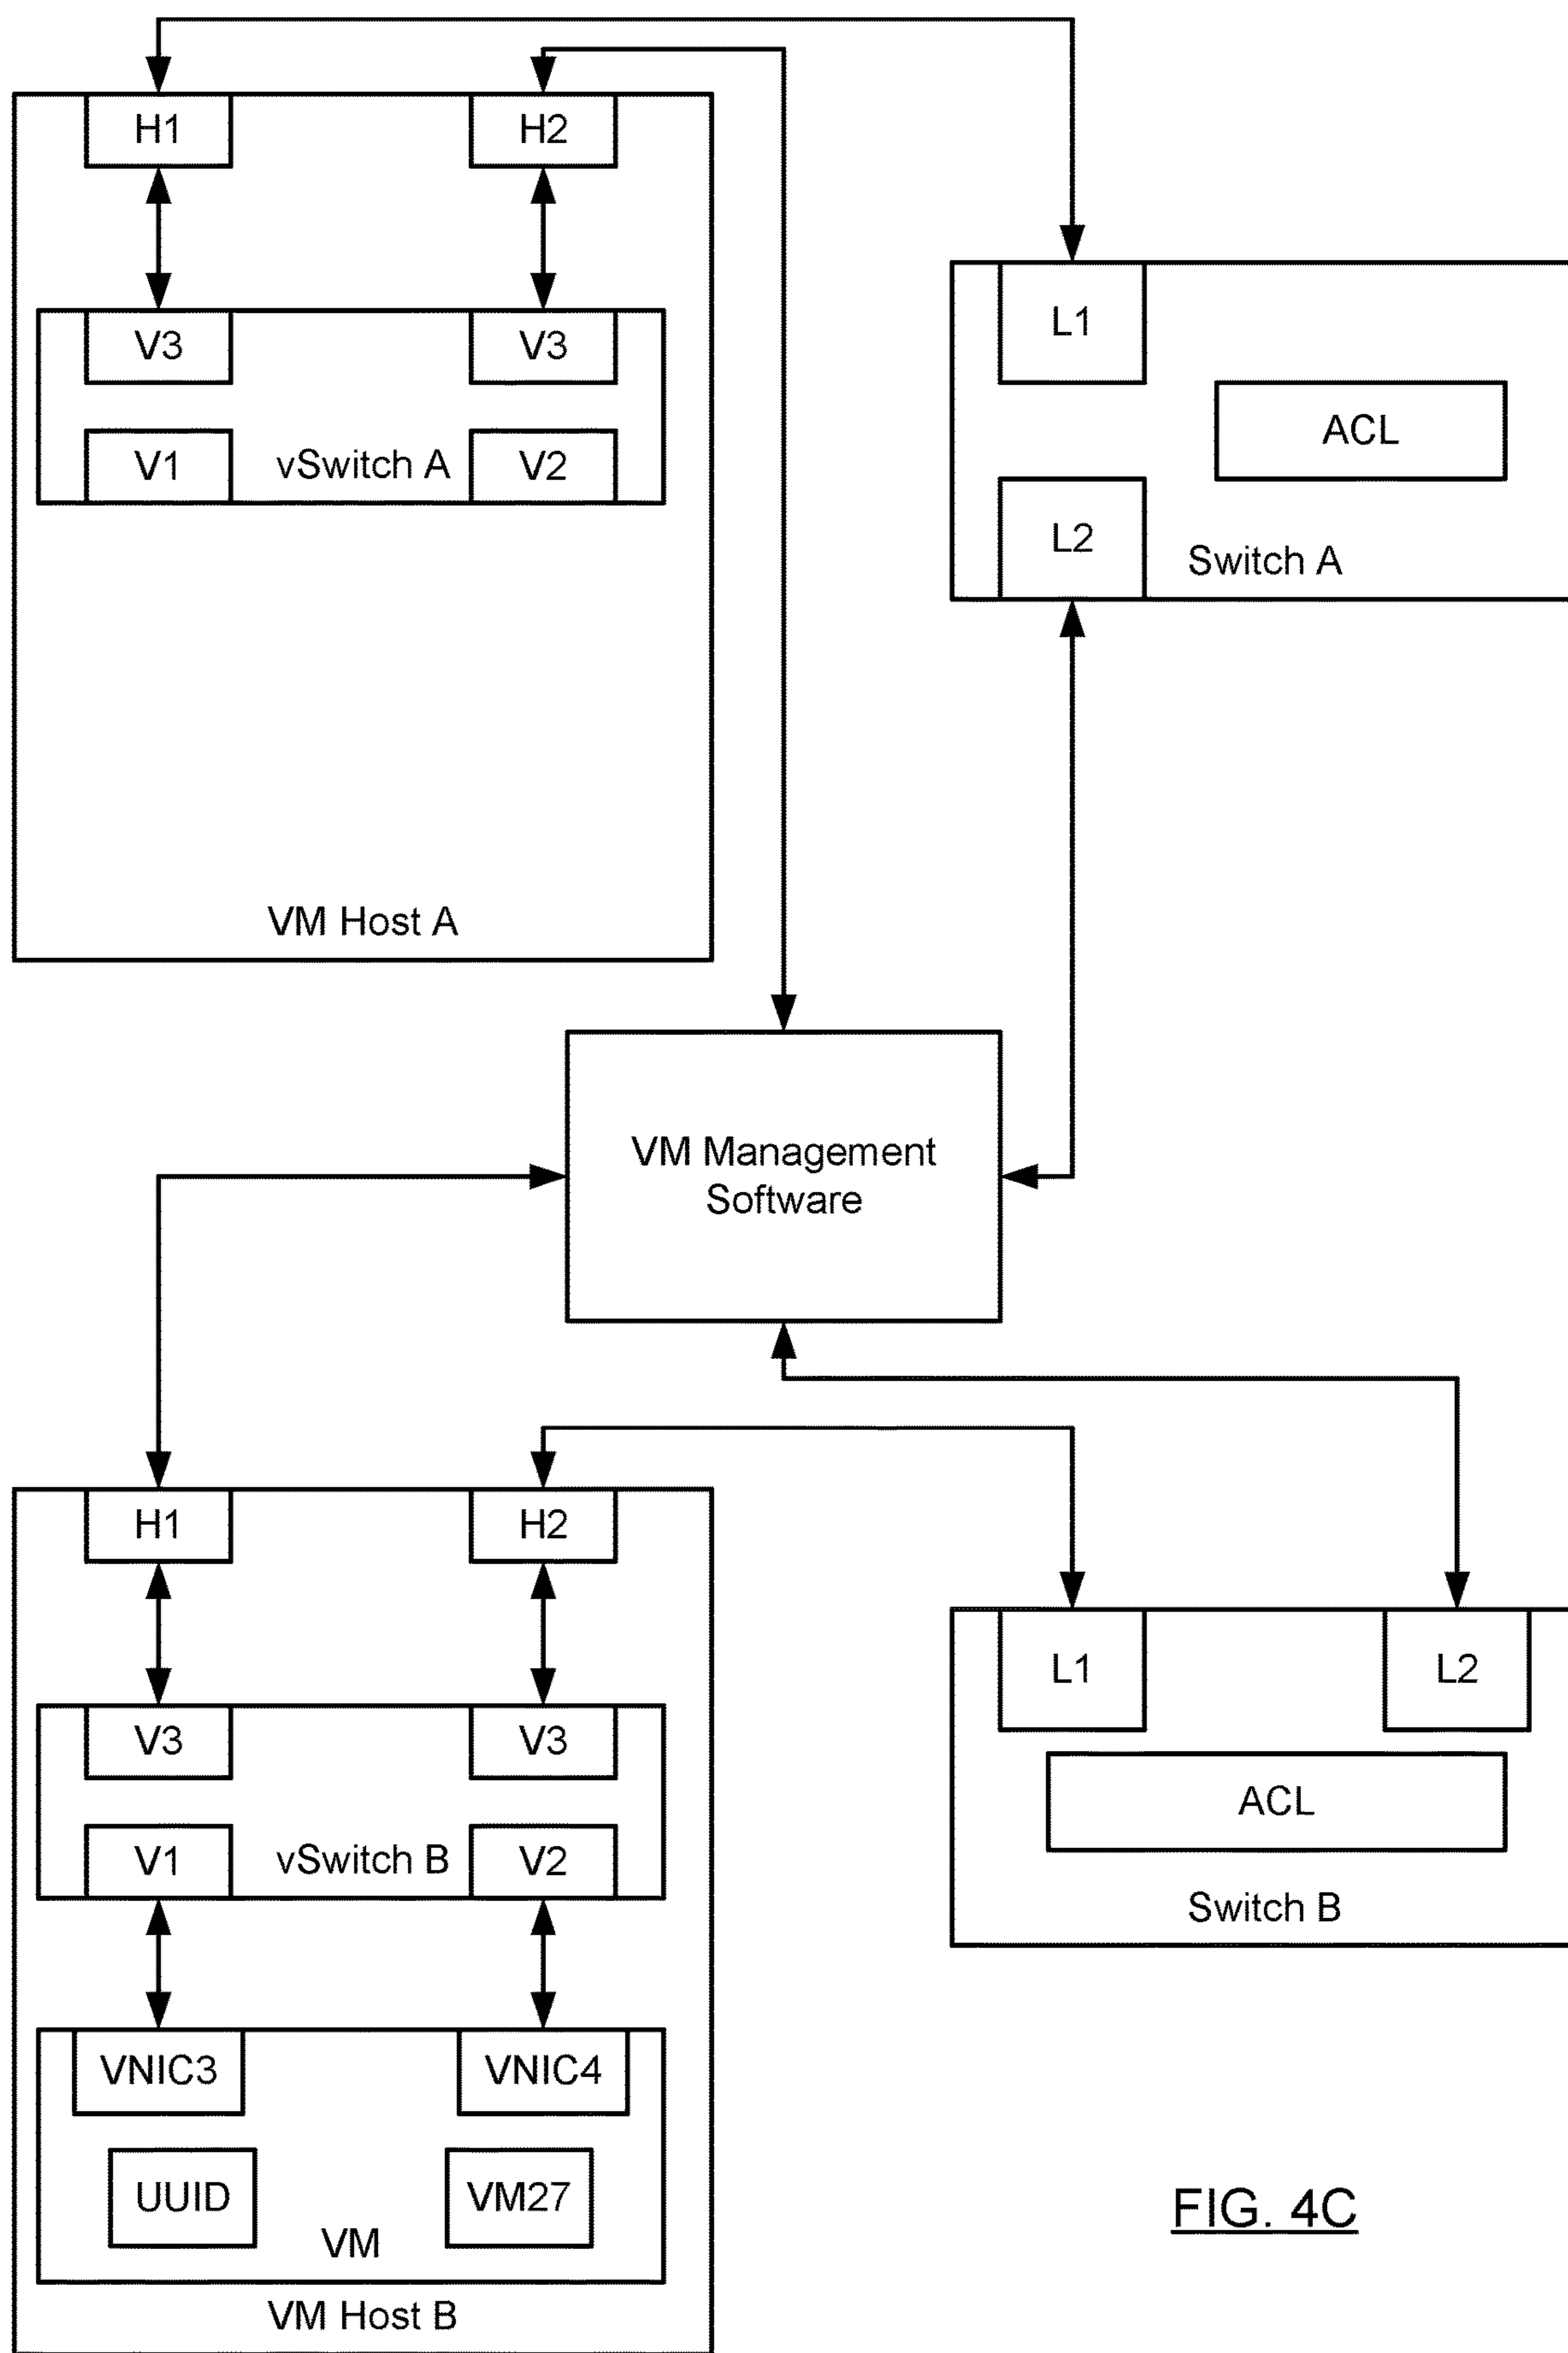 H1
H2
V3
V3
V1
vSwitch A
V2
VM Host A
L1
ACL
L2
Switch A
VM Management
Software
H1
H2
V3
V3
V1
vSwitch B
V2
VNIC3
VNIC4
UUID
VM27
VM
VM Host B
L1
L2
ACL
Switch B
FIG. 4C